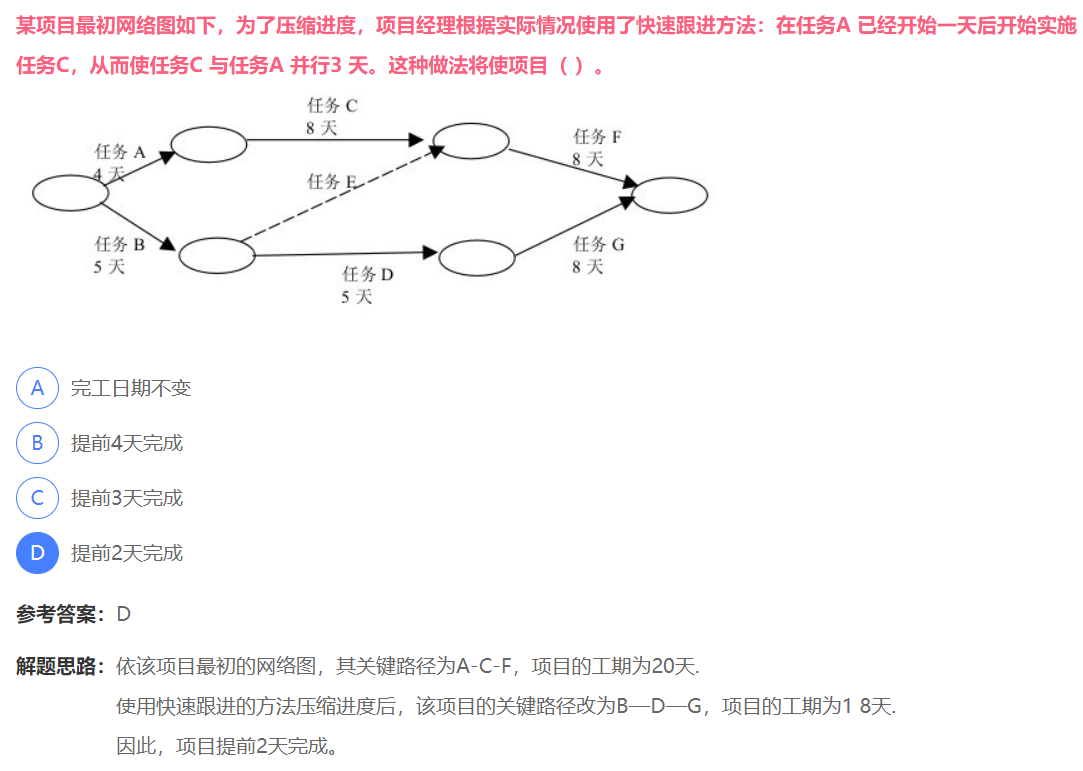 某项目最初网络图如下，为了压缩进度，项目经理根据实际情况使用了快速跟进方法：在任务A 已经开始一天后开始实施
任务C，从而使任务C 与任务A 并行3 天。这种做法将使项目（ ）。
任务 C
8 天
任务 A
4 天
任务 F
8 天
任务 E
任务 B
5 天
任务 G
8 天
任务 D
5 天
A 完工日期不变
B 提前4天完成
C 提前3天完成
D 提前2天完成
参考答案： D
解题思路： 依该项目最初的网络图，其关键路径为A-C-F，项目的工期为20天.
使用快速跟进的方法压缩进度后，该项目的关键路径改为B—D—G，项目的工期为1 8天.
因此，项目提前2天完成。